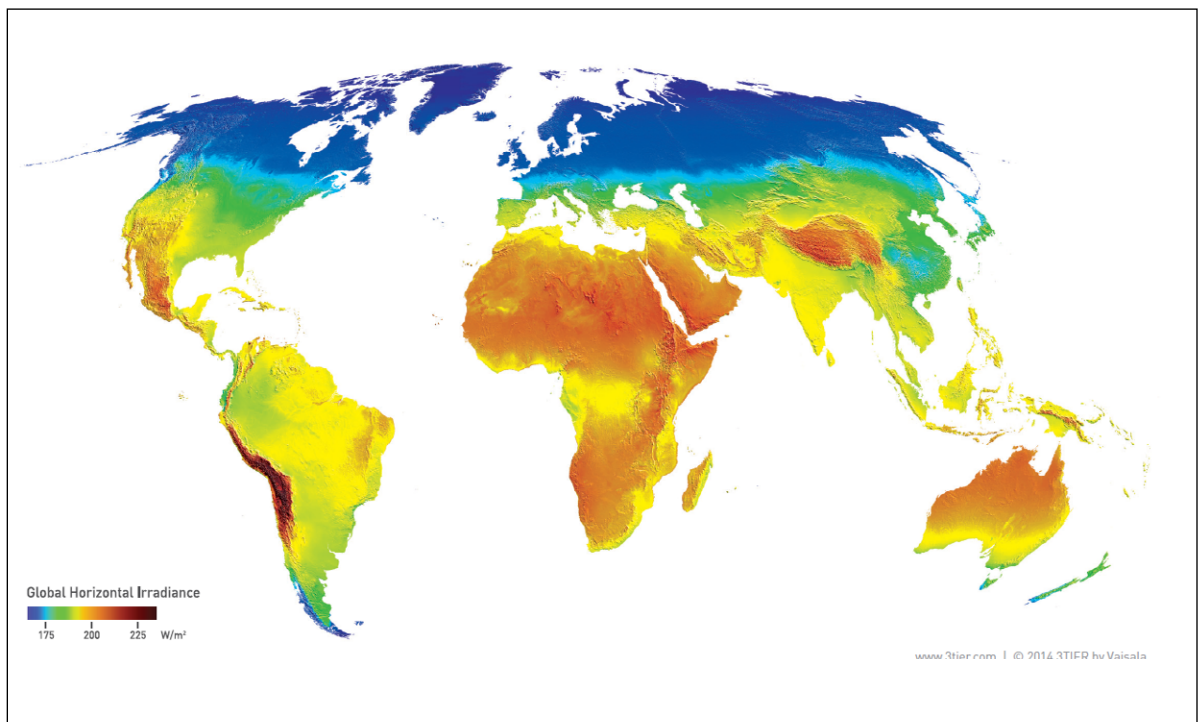 Global Horizontal Irradiance
175 200 225 W/m²
www.3tier.com | © 2014 3TIER by Vaisala